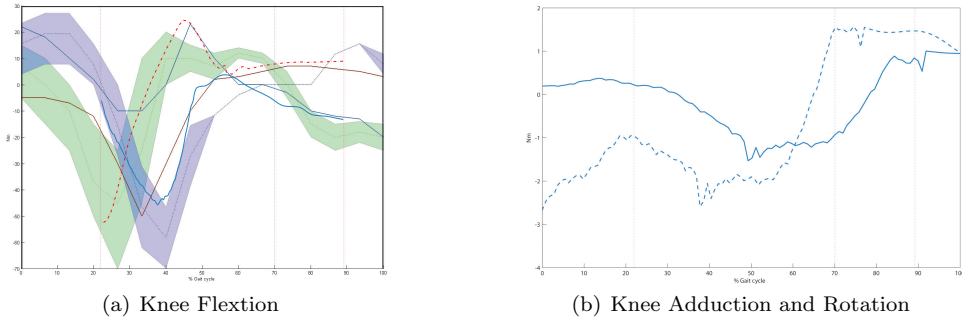 30
20
10
0
-10
-20
-30
-40
-50
-60
-70
Nm
0 10 20 30 40 50 60 70 80 90 100
% Gait cycle
(a) Knee Flextion
2
1
0
-1
-2
-3
-4
Nm
0 10 20 30 40 50 60 70 80 90 100
% Gait cycle
(b) Knee Adduction and Rotation